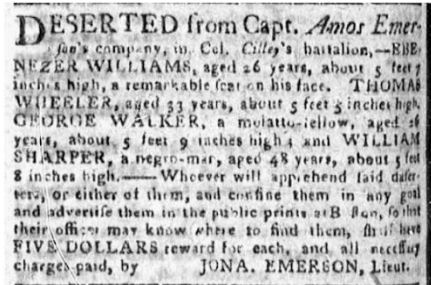 DESERTED from Capt. Amos Emer-
son's company, in Col. Cilley's battalion,—EBE-
NEZER WILLIAMS, aged 26 years, about 5 feet 7
inches high, a remarkable scar on his face. THOMAS
WHEELER, aged 33 years, about 5 feet 3 inches high,
GEORGE WALKER, a molatto-fellow, aged 26
years, about 5 feet 9 inches high; and WILLIAM
SHARPER, a negro-man, aged 48 years, about 5 feet
8 inches high.—— Whoever will apprehend said deser-
ters, or either of them, and confine them in any goal
and advertise them in the public prints at B ston, so that
their officer may know where to find them, shall have
FIVE DOLLARS reward for each, and all necessary
charges paid, by JONA. EMERSON, Lieut.